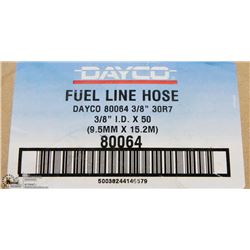 DAYCO
FUEL LINE HOSE
DAYCO 80064 3/8" 30R7
3/8" I.D. X 50
(9.5MM X 15.2M)
80064